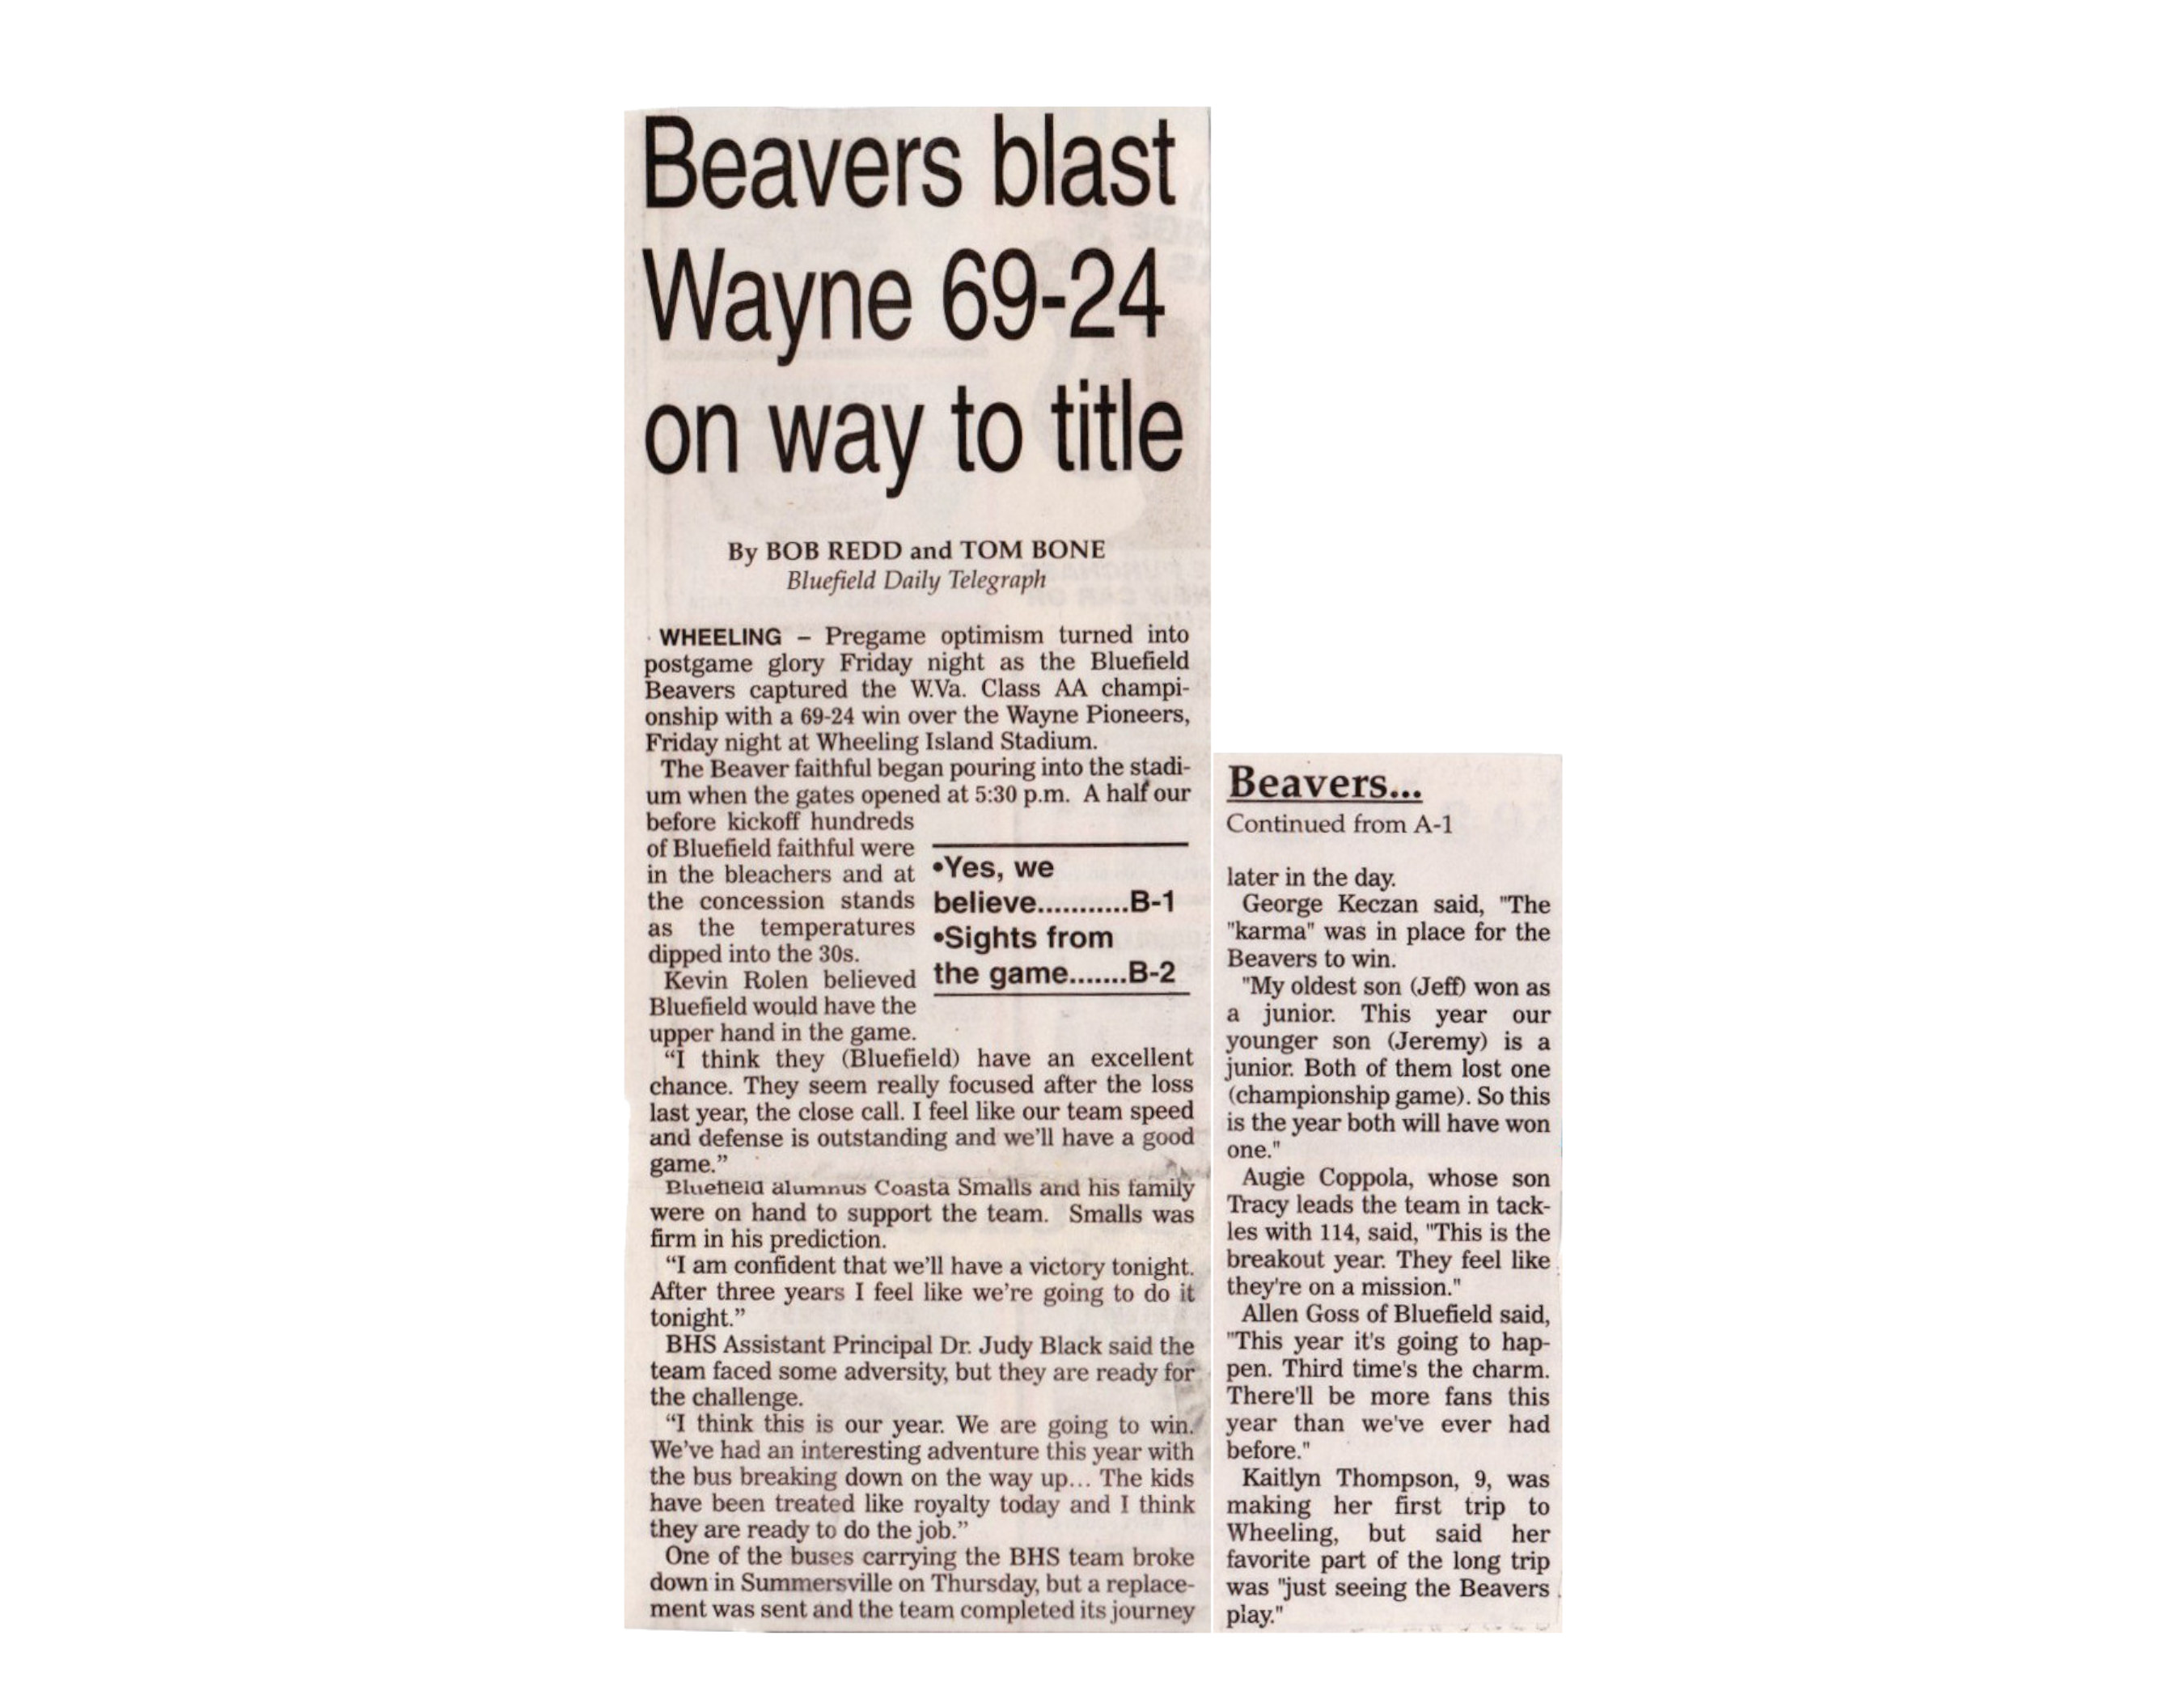 Beavers blast
Wayne 69-24
on way to title
By BOB REDD and TOM BONE
Bluefield Daily Telegraph
WHEELING – Pregame optimism turned into
postgame glory Friday night as the Bluefield
Beavers captured the W.Va. Class AA champi-
onship with a 69-24 win over the Wayne Pioneers,
Friday night at Wheeling Island Stadium.
The Beaver faithful began pouring into the stadi-
um when the gates opened at 5:30 p.m. A half our
before kickoff hundreds
of Bluefield faithful were
in the bleachers and at
the concession stands
as the temperatures
dipped into the 30s.
Kevin Rolen believed
Bluefield would have the
upper hand in the game.
•Yes, we
believe...........B-1
•Sights from
the game.......B-2
“I think they (Bluefield) have an excellent
chance. They seem really focused after the loss
last year, the close call. I feel like our team speed
and defense is outstanding and we’ll have a good
game.”
Bluefield alumnus Coasta Smalls and his family
were on hand to support the team. Smalls was
firm in his prediction.
“I am confident that we’ll have a victory tonight.
After three years I feel like we’re going to do it
tonight.”
BHS Assistant Principal Dr. Judy Black said the
team faced some adversity, but they are ready for
the challenge.
“I think this is our year. We are going to win.
We’ve had an interesting adventure this year with
the bus breaking down on the way up... The kids
have been treated like royalty today and I think
they are ready to do the job.”
One of the buses carrying the BHS team broke
down in Summersville on Thursday, but a replace-
ment was sent and the team completed its journey
Beavers...
Continued from A-1
later in the day.
George Keczan said, "The
"karma" was in place for the
Beavers to win.
"My oldest son (Jeff) won as
a junior. This year our
younger son (Jeremy) is a
junior. Both of them lost one
(championship game). So this
is the year both will have won
one."
Augie Coppola, whose son
Tracy leads the team in tack-
les with 114, said, "This is the
breakout year. They feel like
they're on a mission."
Allen Goss of Bluefield said,
"This year it's going to hap-
pen. Third time's the charm.
There'll be more fans this
year than we've ever had
before."
Kaitlyn Thompson, 9, was
making her first trip to
Wheeling, but said her
favorite part of the long trip
was "just seeing the Beavers
play."